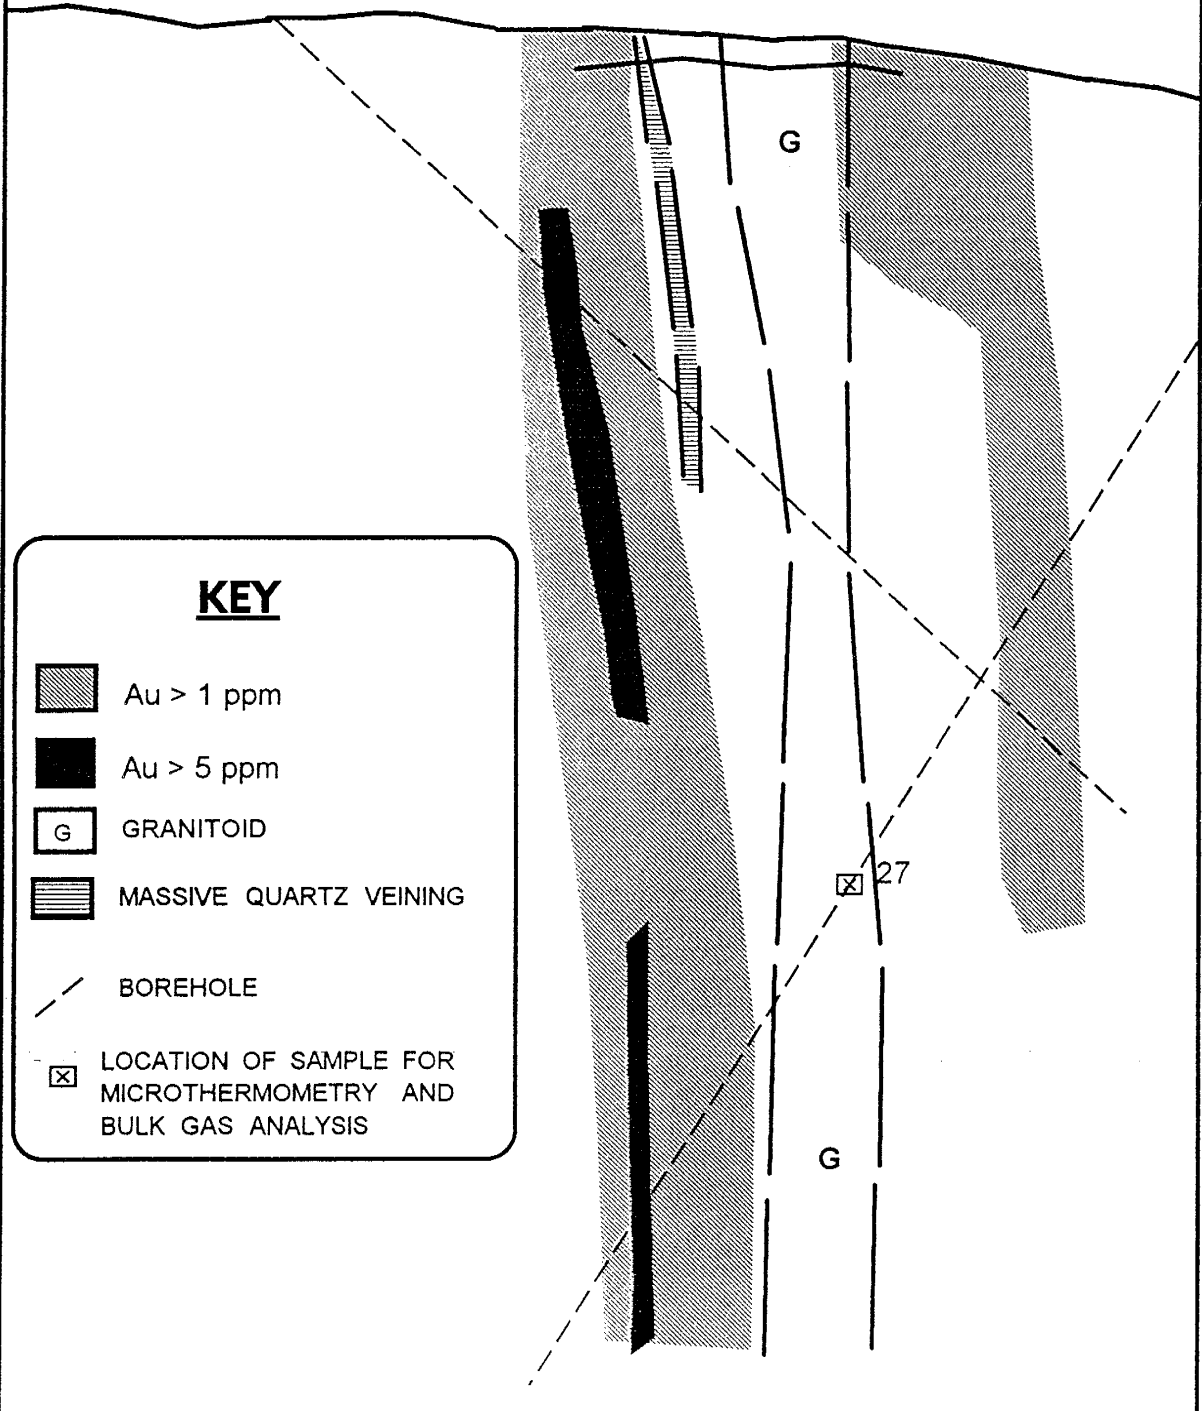 G
KEY
Au > 1 ppm
Au > 5 ppm
G GRANITOID
MASSIVE QUARTZ VEINING
BOREHOLE
LOCATION OF SAMPLE FOR
MICROTHERMOMETRY AND
BULK GAS ANALYSIS
27
G